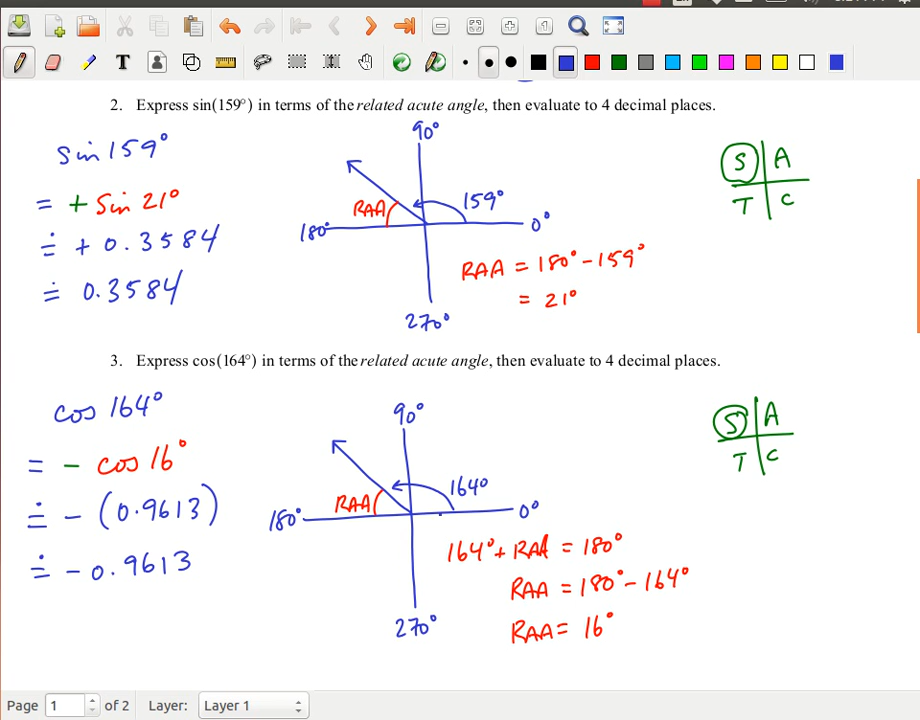 2. Express sin(159°) in terms of the related acute angle, then evaluate to 4 decimal places.
sin 159°
= + Sin 21°
≐ + 0.3584
≐ 0.3584
90°
159°
RAA
180°
0°
270°
RAA = 180° - 159°
= 21°
S A
T C
3. Express cos(164°) in terms of the related acute angle, then evaluate to 4 decimal places.
cos 164°
= - cos 16°
≐ - (0.9613)
≐ - 0.9613
90°
164°
RAA
180°
0°
270°
164° + RAA = 180°
RAA = 180° - 164°
RAA = 16°
S A
T C
Page 1 of 2 Layer: Layer 1